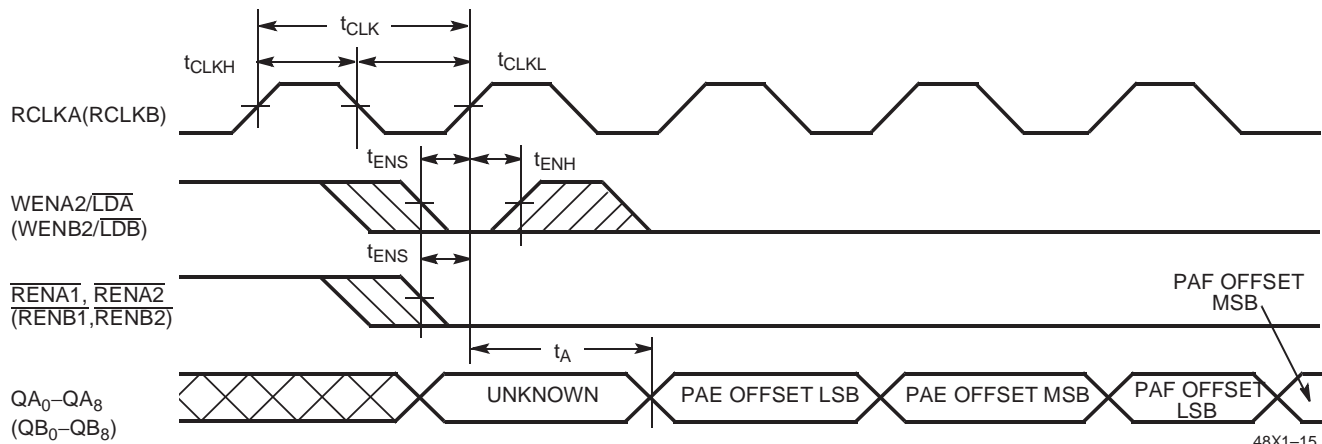 tCLK
tCLKH
tCLKL
RCLKA(RCLKB)
tENS
tENH
WENA2/LDA
(WENB2/LDB)
tENS
RENA1, RENA2
(RENB1,RENB2)
PAF OFFSET
MSB
tA
QA0–QA8
(QB0–QB8)
UNKNOWN
PAE OFFSET LSB
PAE OFFSET MSB
PAF OFFSET
LSB
48X1–15